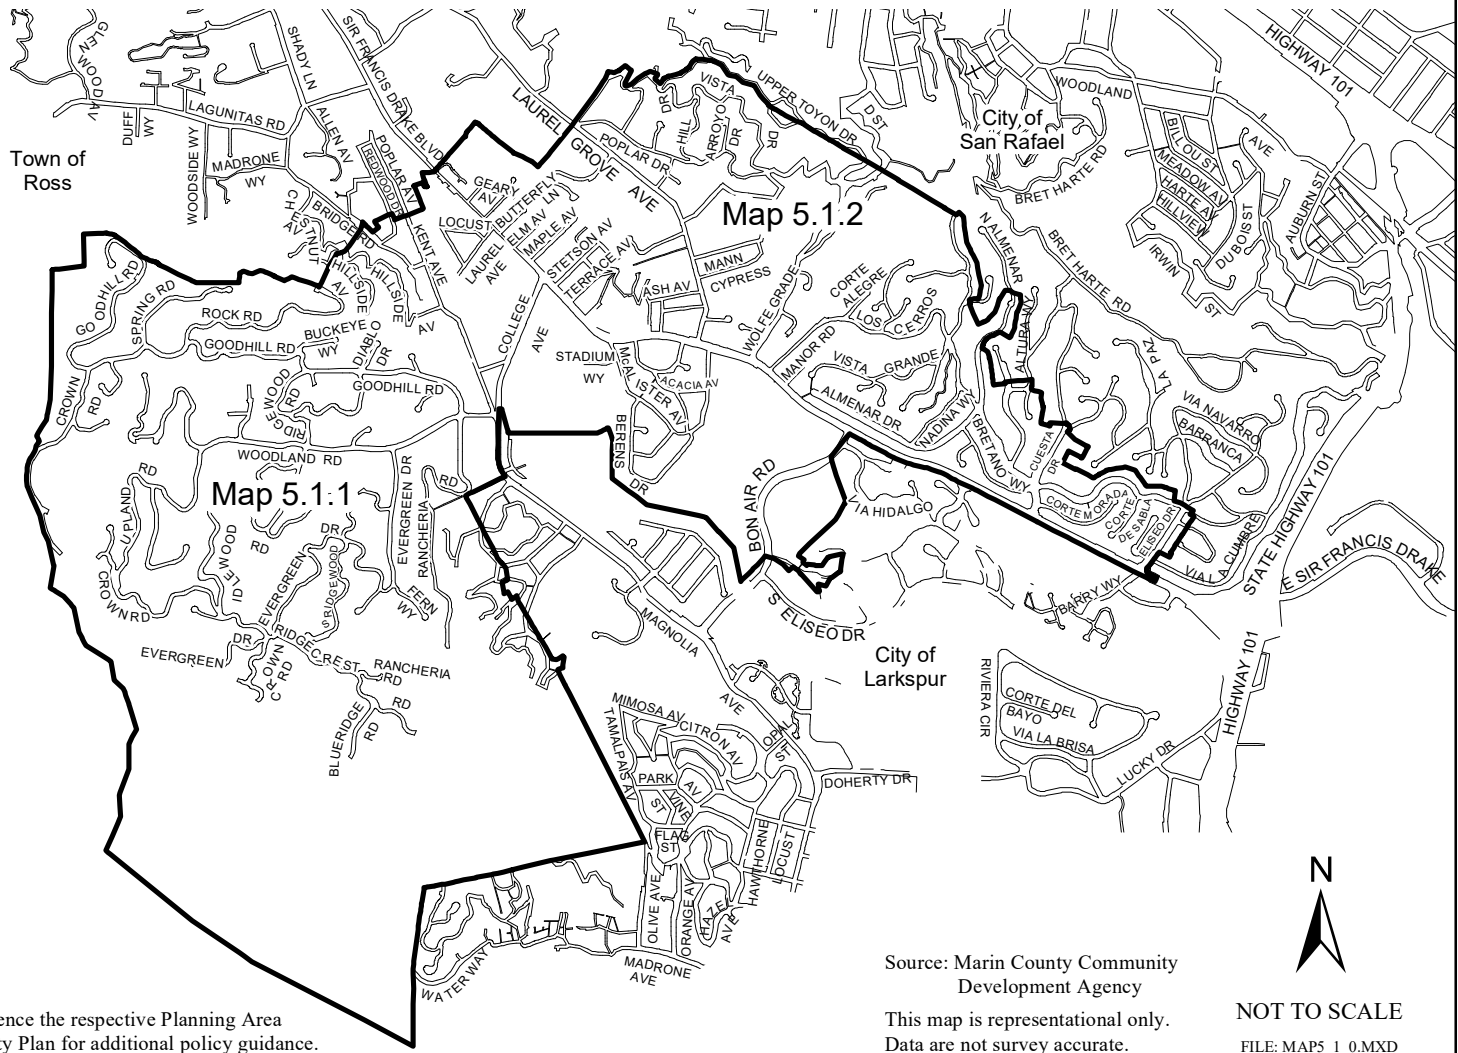 GLEN WOOD AV
SHADY LN
SIR FRANCIS DRAKE BLVD
LAGUNITAS RD
DUFF WY
WOODSIDE WY
ALLEN AV
MADRONE WY
POPLAR AV
REDWOOD DR
Town of
Ross
CHESTNUT AV
BRIDGE RD
LAUREL GROVE AVE
POPLAR DR
HILL DR
VISTA DR
ARROYO DR
UPPER TOYON DR
D ST
City of
San Rafael
WOODLAND AVE
HIGHWAY 101
BRET HARTE RD
BILLOU ST
MEADOW AV
HARTE AV
HILLVIEW
DUBOIS ST
AUBURN ST
IRWIN ST
BRET HARTE RD
N ALMENAR
Map 5.1.2
GEARY AV
BUTTERFLY LN
LOCUST
ELM AV
LAUREL AVE
MAPLE AV
STETSON AV
TERRACE AV
KENT AVE
MANN
CYPRESS
ASH AV
WOLFE GRADE
CORTE ALEGRE
LOS CERROS
MANOR RD
VISTA GRANDE
ALMENAR DR
NADINA WY
BRETANO WY
ALTURA WY
CUESTA DR
CORTE MORADA
CORTE DE SABLA
ELISEO DR
LA PAZ
VIA NAVARRO
BARRANCA
VIA LA CUMBRE
STATE HIGHWAY 101
E SIR FRANCIS DRAKE
GOODHILL RD
SPRING RD
ROCK RD
GOODHILL RD
BUCKEYE WY
DIABLO DR
HILLSIDE AV
HILLSIDE AV
GOODHILL RD
RIDGEWOOD RD
CROWN RD
WOODLAND RD
COLLEGE AVE
STADIUM WY
McALISTER AV
ACACIA AV
BERENS DR
BON AIR RD
VIA HIDALGO
S ELISEO DR
BARRY WY
Map 5.1.1
UPLAND RD
IDLEWOOD RD
EVERGREEN DR
S RIDGEWOOD
EVERGREEN DR
RANCHERIA RD
FERN WY
CROWN RD
EVERGREEN DR
CROWN RD
RIDGECREST RD
RANCHERIA RD
BLUERIDGE RD
MAGNOLIA AVE
City of
Larkspur
RIVIERA CIR
CORTE DEL BAYO
VIA LA BRISA
LUCKY DR
HIGHWAY 101
MIMOSA AV
TAMALPAIS AV
CITRON AV
OPAL ST
DOHERTY DR
PARK AV
VINE ST
FLAG ST
HAWTHORNE
LOCUST
OLIVE AVE
ORANGE AV
HAZEL AVE
MADRONE AVE
WATERWAY
ence the respective Planning Area
ty Plan for additional policy guidance.
Source: Marin County Community
Development Agency
This map is representational only.
Data are not survey accurate.
N
NOT TO SCALE
FILE: MAP5_1_0.MXD